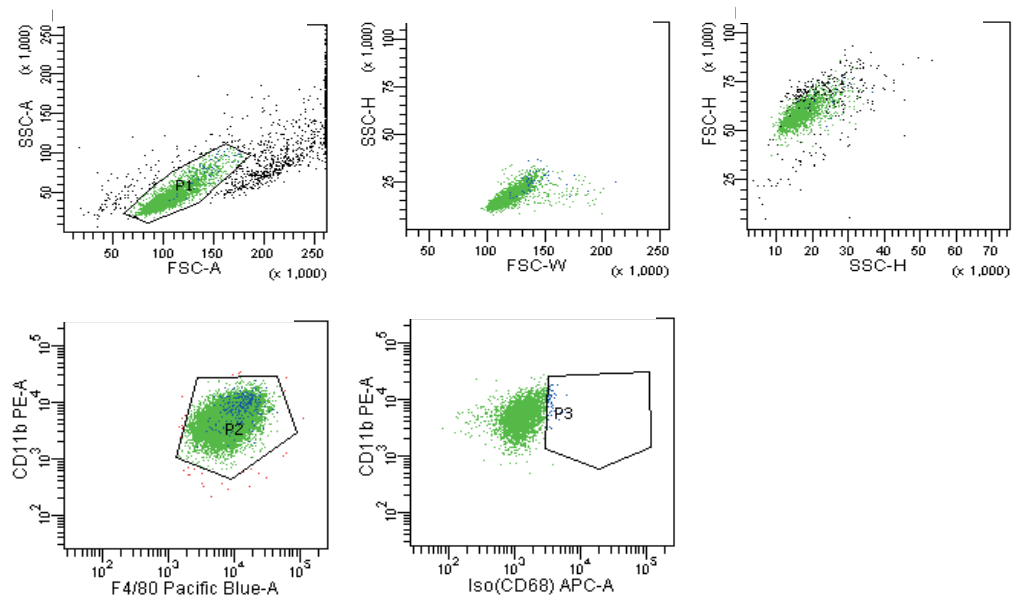 (x 1,000)
SSC-A
250
200
150
100
50
P1
50 100 150 200 250
FSC-A
(x 1,000)
(x 1,000)
SSC-H
100
75
50
25
50 100 150 200 250
FSC-W
(x 1,000)
(x 1,000)
FSC-H
100
75
50
25
10 20 30 40 50 60 70
SSC-H
(x 1,000)
CD11b PE-A
10^5
10^4
10^3
10^2
P2
10^2 10^3 10^4 10^5
F4/80 Pacific Blue-A
CD11b PE-A
10^5
10^4
10^3
10^2
P3
10^2 10^3 10^4 10^5
Iso(CD68) APC-A